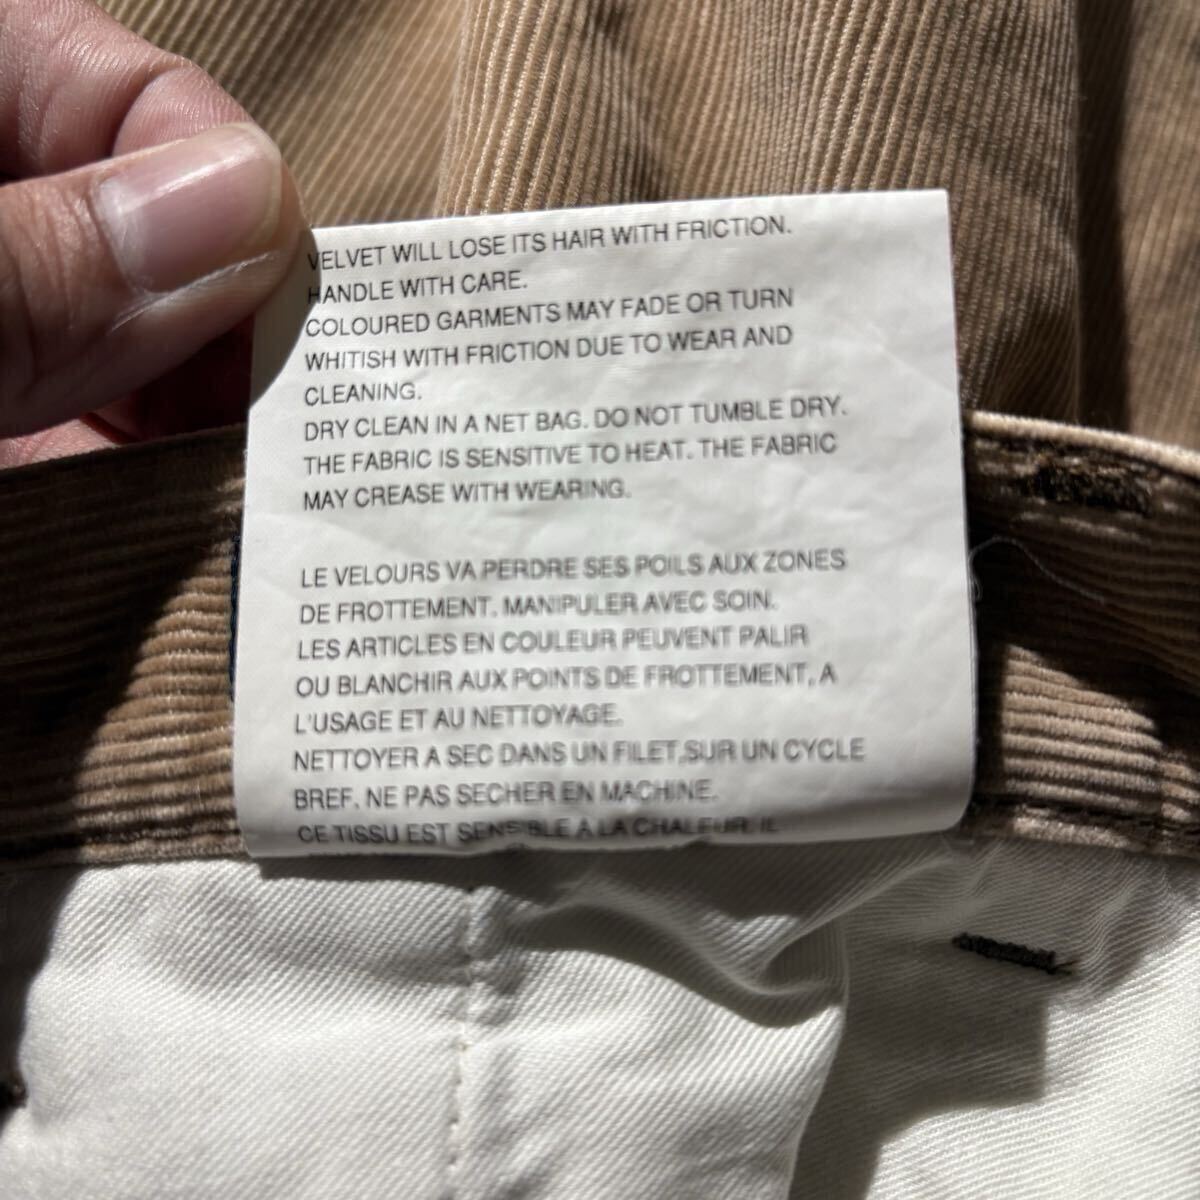 VELVET WILL LOSE ITS HAIR WITH FRICTION.
HANDLE WITH CARE.
COLOURED GARMENTS MAY FADE OR TURN
WHITISH WITH FRICTION DUE TO WEAR AND
CLEANING.
DRY CLEAN IN A NET BAG. DO NOT TUMBLE DRY.
THE FABRIC IS SENSITIVE TO HEAT. THE FABRIC
MAY CREASE WITH WEARING.
LE VELOURS VA PERDRE SES POILS AUX ZONES
DE FROTTEMENT. MANIPULER AVEC SOIN.
LES ARTICLES EN COULEUR PEUVENT PALIR
OU BLANCHIR AUX POINTS DE FROTTEMENT, A
L'USAGE ET AU NETTOYAGE.
NETTOYER A SEC DANS UN FILET,SUR UN CYCLE
BREF. NE PAS SECHER EN MACHINE.
CE TISSU EST SENSIBLE A LA CHALEUR. IL